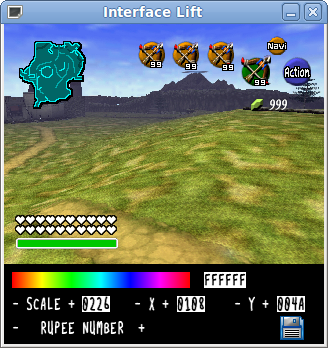 Interface Lift
Navi
99 99 99
99
Action
999
FFFFFF
- SCALE + 0226 - X + 0108 - Y + 004A
- RUPEE NUMBER +